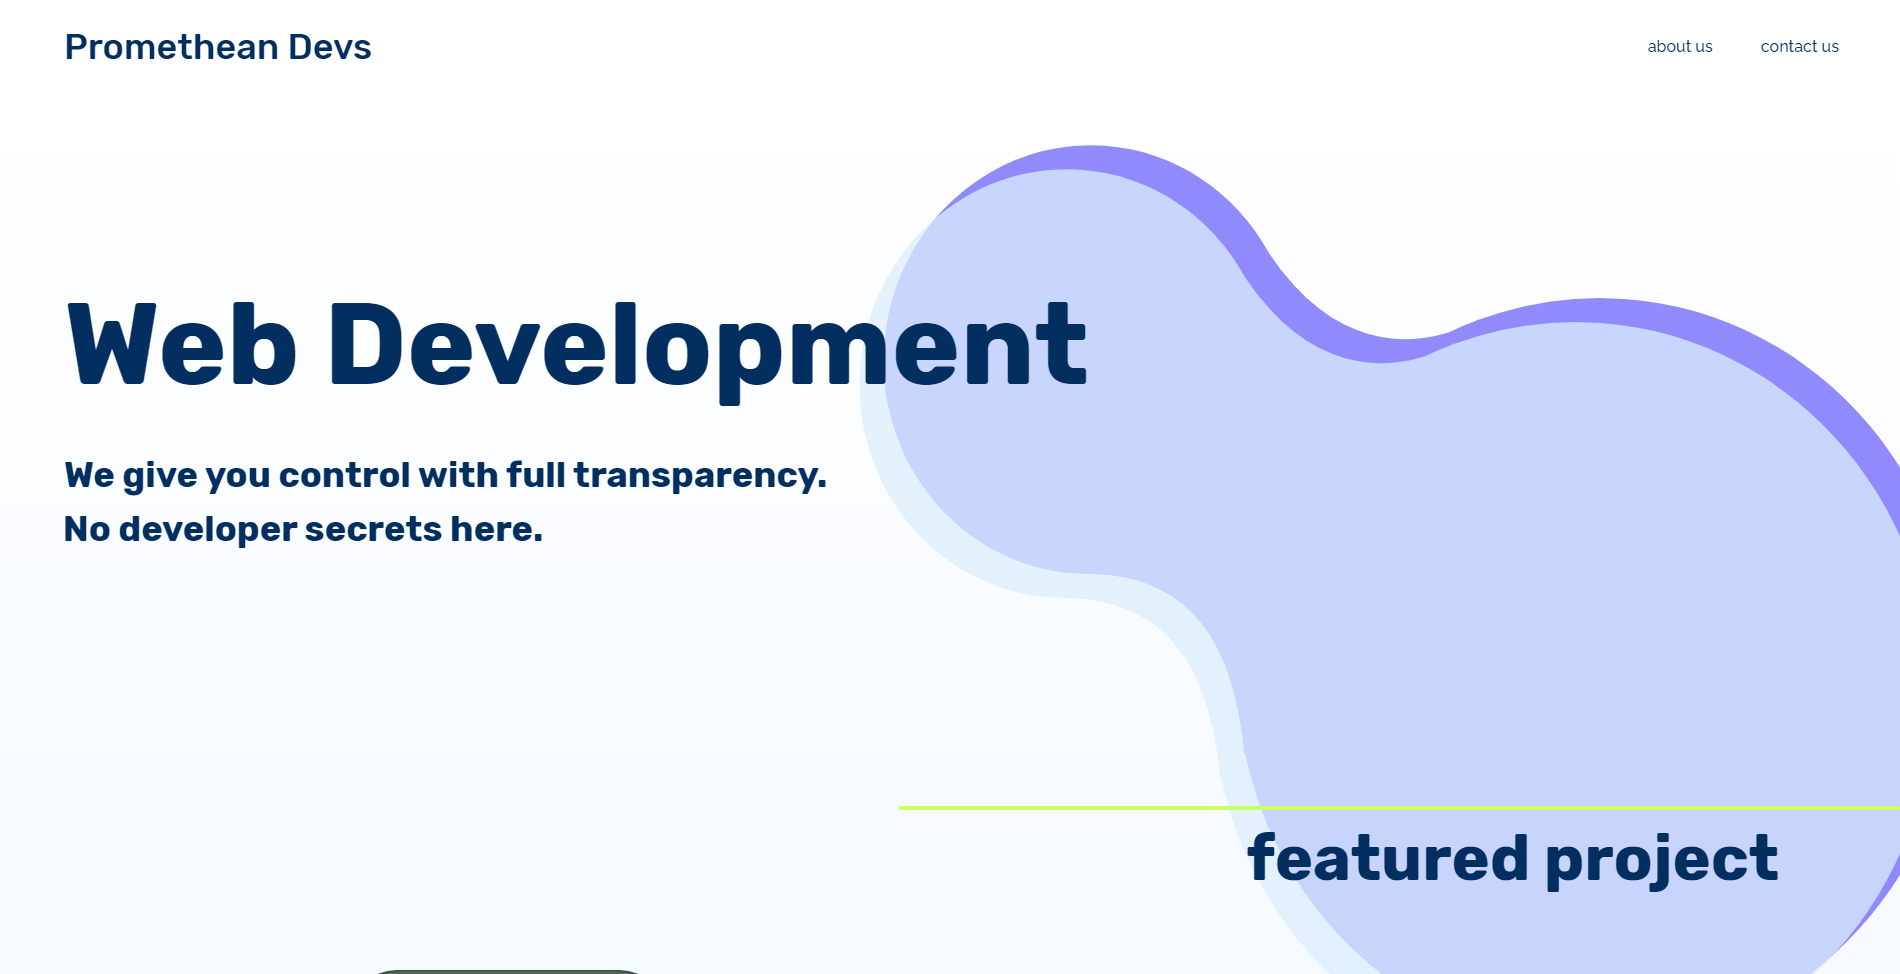 Promethean Devs
about us
contact us
Web Development
We give you control with full transparency.
No developer secrets here.
featured project